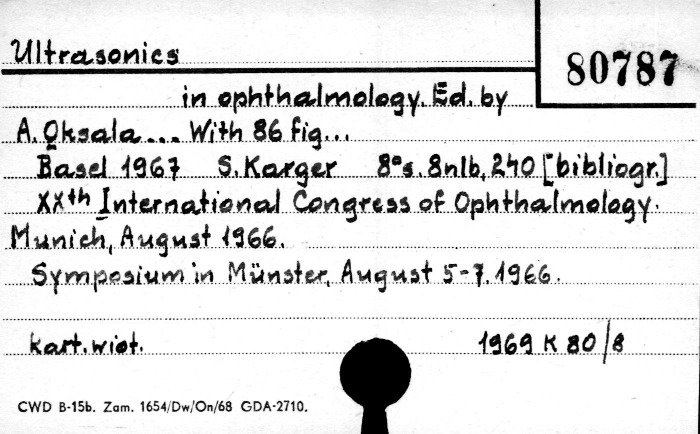 Ultrasonics
80787
in ophthalmology. Ed. by
A. Oksala... With 86 fig...
Basel 1967 S. Karger 8°s. 8nlb, 240 [bibliogr.]
XXth International Congress of Ophthalmology.
Munich, August 1966.
Symposium in Münster, August 5-7. 1966.
kart. wiot. 1969 K 80/8
CWD B-15b. Zam. 1654/Dw/On/68 GDA-2710.